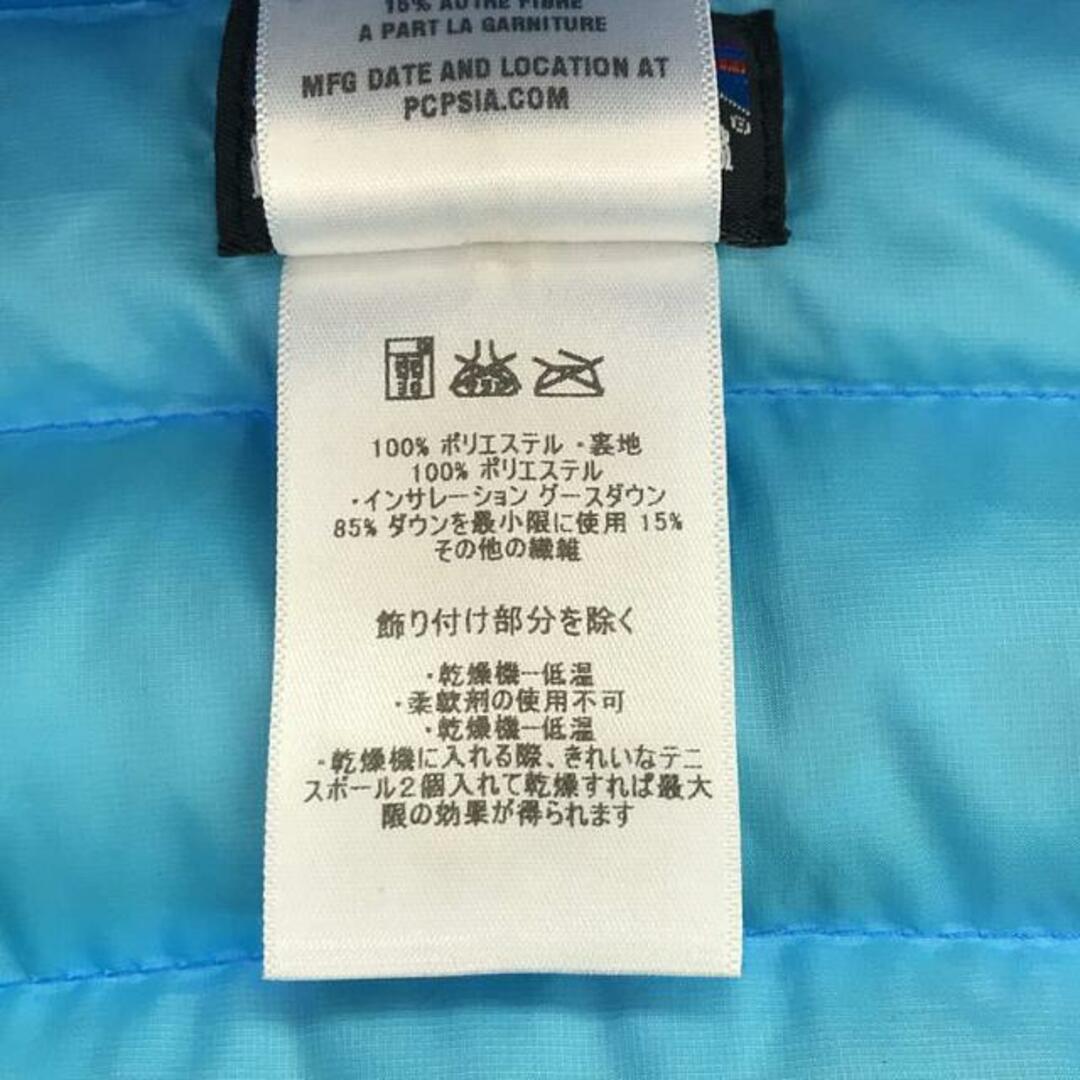 15% AUTRE FIBRE
A PART LA GARNITURE
MFG DATE AND LOCATION AT
PCPSIA.COM
100% ポリエステル・裏地
100% ポリエステル
・インサレーション グースダウン
85% ダウンを最小限に使用 15%
その他の繊維
飾り付け部分を除く
・乾燥機ー低温
・柔軟剤の使用不可
・乾燥機ー低温
・乾燥機に入れる際、きれいなテニ
スボール2個入れて乾燥すれば最大
限の効果が得られます